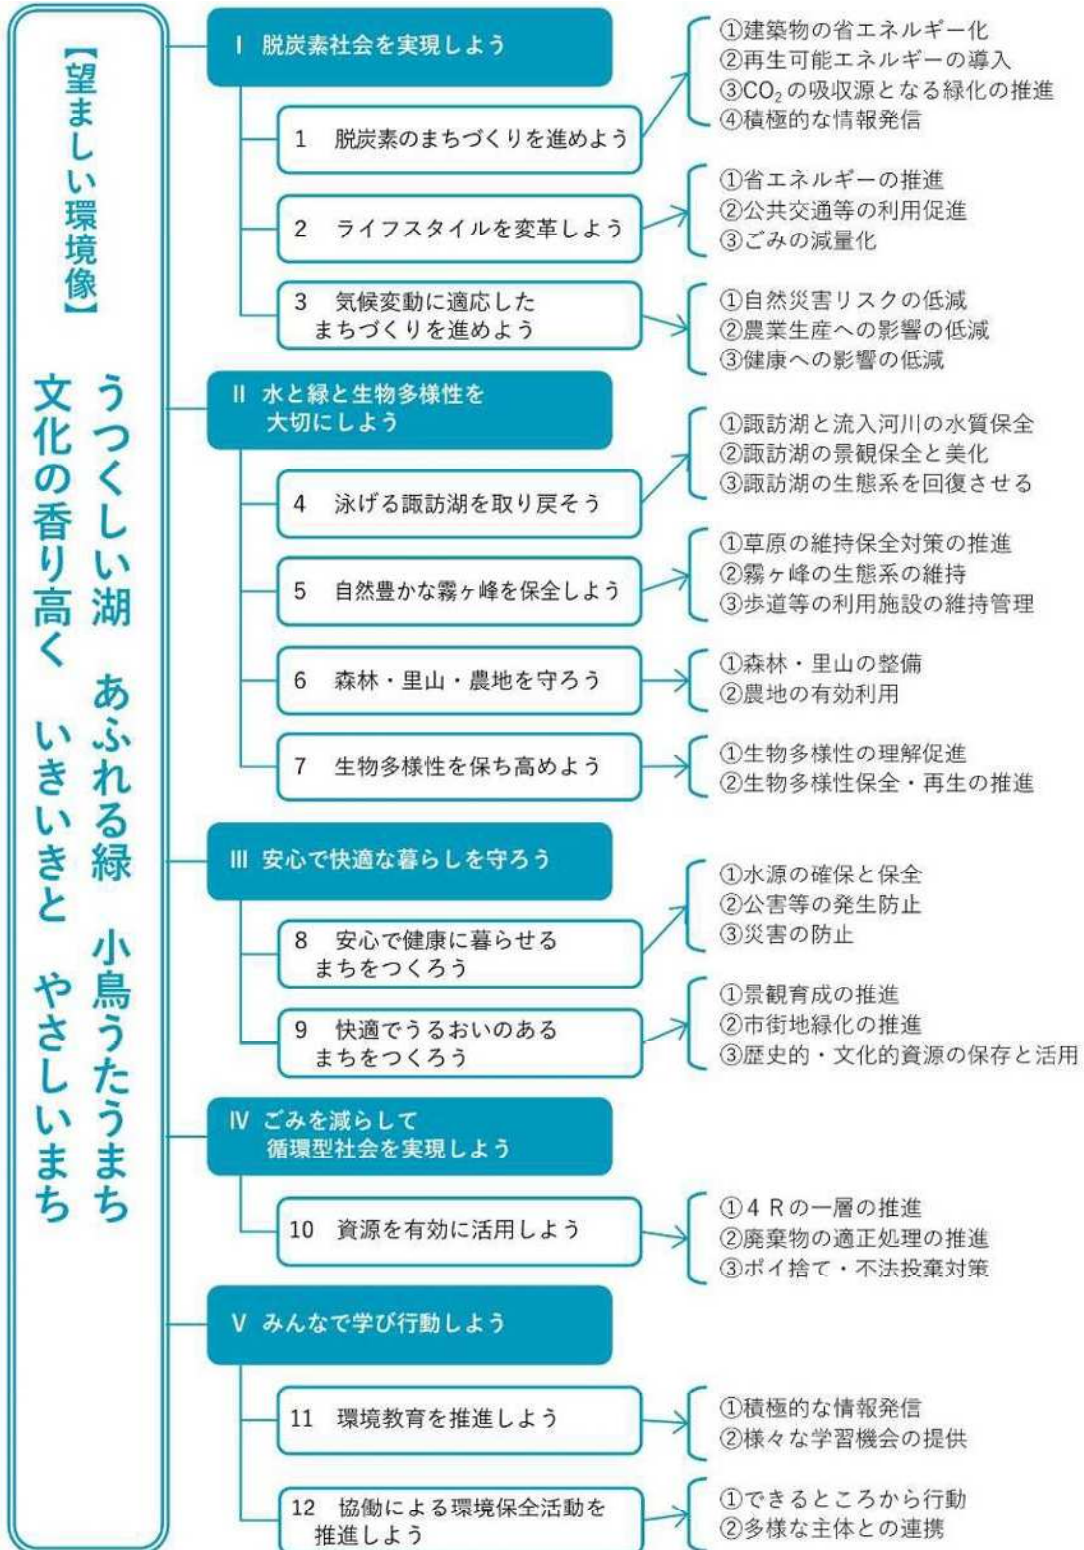 【望ましい環境像】
うつくしい湖　あふれる緑　小鳥うたうまち
文化の香り高く　いきいきと　やさしいまち
Ⅰ 脱炭素社会を実現しよう
1　脱炭素のまちづくりを進めよう
①建築物の省エネルギー化
②再生可能エネルギーの導入
③CO₂の吸収源となる緑化の推進
④積極的な情報発信
2　ライフスタイルを変革しよう
①省エネルギーの推進
②公共交通等の利用促進
③ごみの減量化
3　気候変動に適応した
まちづくりを進めよう
①自然災害リスクの低減
②農業生産への影響の低減
③健康への影響の低減
Ⅱ 水と緑と生物多様性を
大切にしよう
4　泳げる諏訪湖を取り戻そう
①諏訪湖と流入河川の水質保全
②諏訪湖の景観保全と美化
③諏訪湖の生態系を回復させる
5　自然豊かな霧ヶ峰を保全しよう
①草原の維持保全対策の推進
②霧ヶ峰の生態系の維持
③歩道等の利用施設の維持管理
6　森林・里山・農地を守ろう
①森林・里山の整備
②農地の有効利用
7　生物多様性を保ち高めよう
①生物多様性の理解促進
②生物多様性保全・再生の推進
Ⅲ 安心で快適な暮らしを守ろう
8　安心で健康に暮らせる
まちをつくろう
①水源の確保と保全
②公害等の発生防止
③災害の防止
9　快適でうるおいのある
まちをつくろう
①景観育成の推進
②市街地緑化の推進
③歴史的・文化的資源の保存と活用
Ⅳ ごみを減らして
循環型社会を実現しよう
10　資源を有効に活用しよう
①４Ｒの一層の推進
②廃棄物の適正処理の推進
③ポイ捨て・不法投棄対策
Ⅴ みんなで学び行動しよう
11　環境教育を推進しよう
①積極的な情報発信
②様々な学習機会の提供
12　協働による環境保全活動を
推進しよう
①できるところから行動
②多様な主体との連携